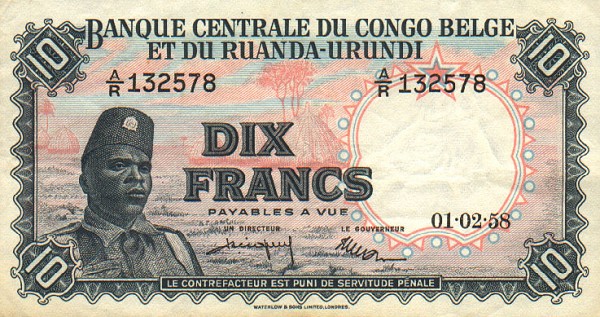 10 BANQUE CENTRALE DU CONGO BELGE 10
ET DU RUANDA-URUNDI
A/R 132578 A/R 132578
DIX
FRANCS
PAYABLES A VUE
01·02·58
UN DIRECTEUR LE GOUVERNEUR
10 10
LE CONTREFACTEUR EST PUNI DE SERVITUDE PÉNALE
WATERLOW & SONS LIMITED, LONDRES.